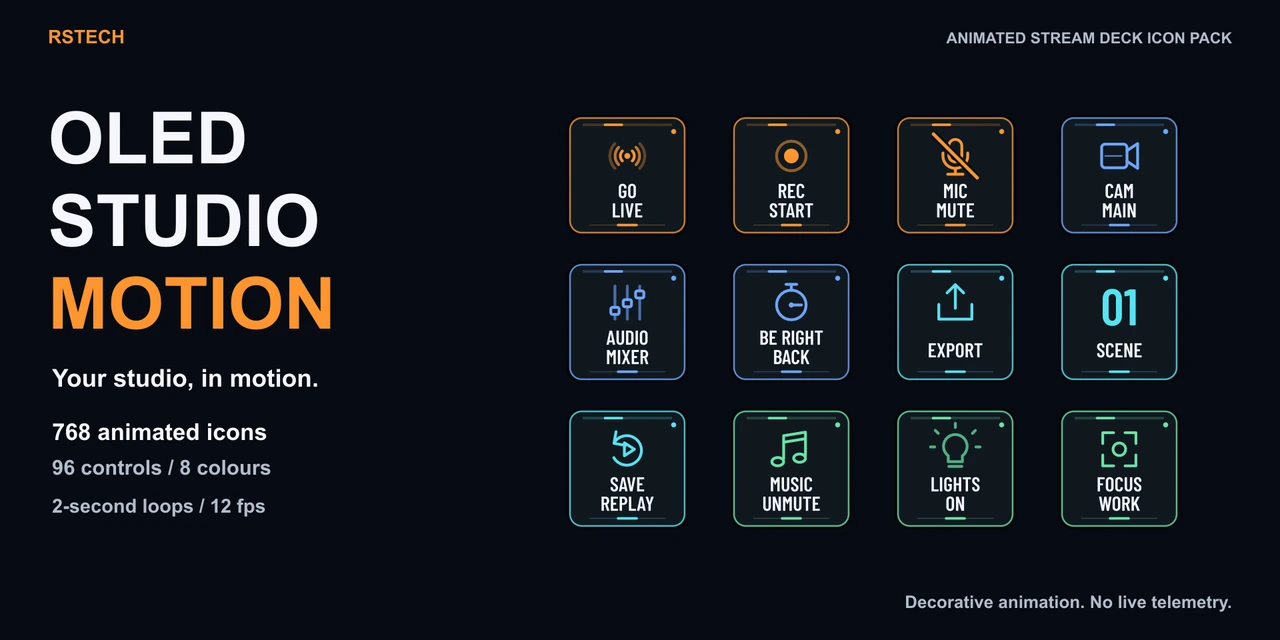 RSTECH
ANIMATED STREAM DECK ICON PACK
OLED
STUDIO
MOTION
Your studio, in motion.
768 animated icons
96 controls / 8 colours
2-second loops / 12 fps
GO
LIVE
REC
START
MIC
MUTE
CAM
MAIN
AUDIO
MIXER
BE RIGHT
BACK
EXPORT
01
SCENE
SAVE
REPLAY
MUSIC
UNMUTE
LIGHTS
ON
FOCUS
WORK
Decorative animation. No live telemetry.